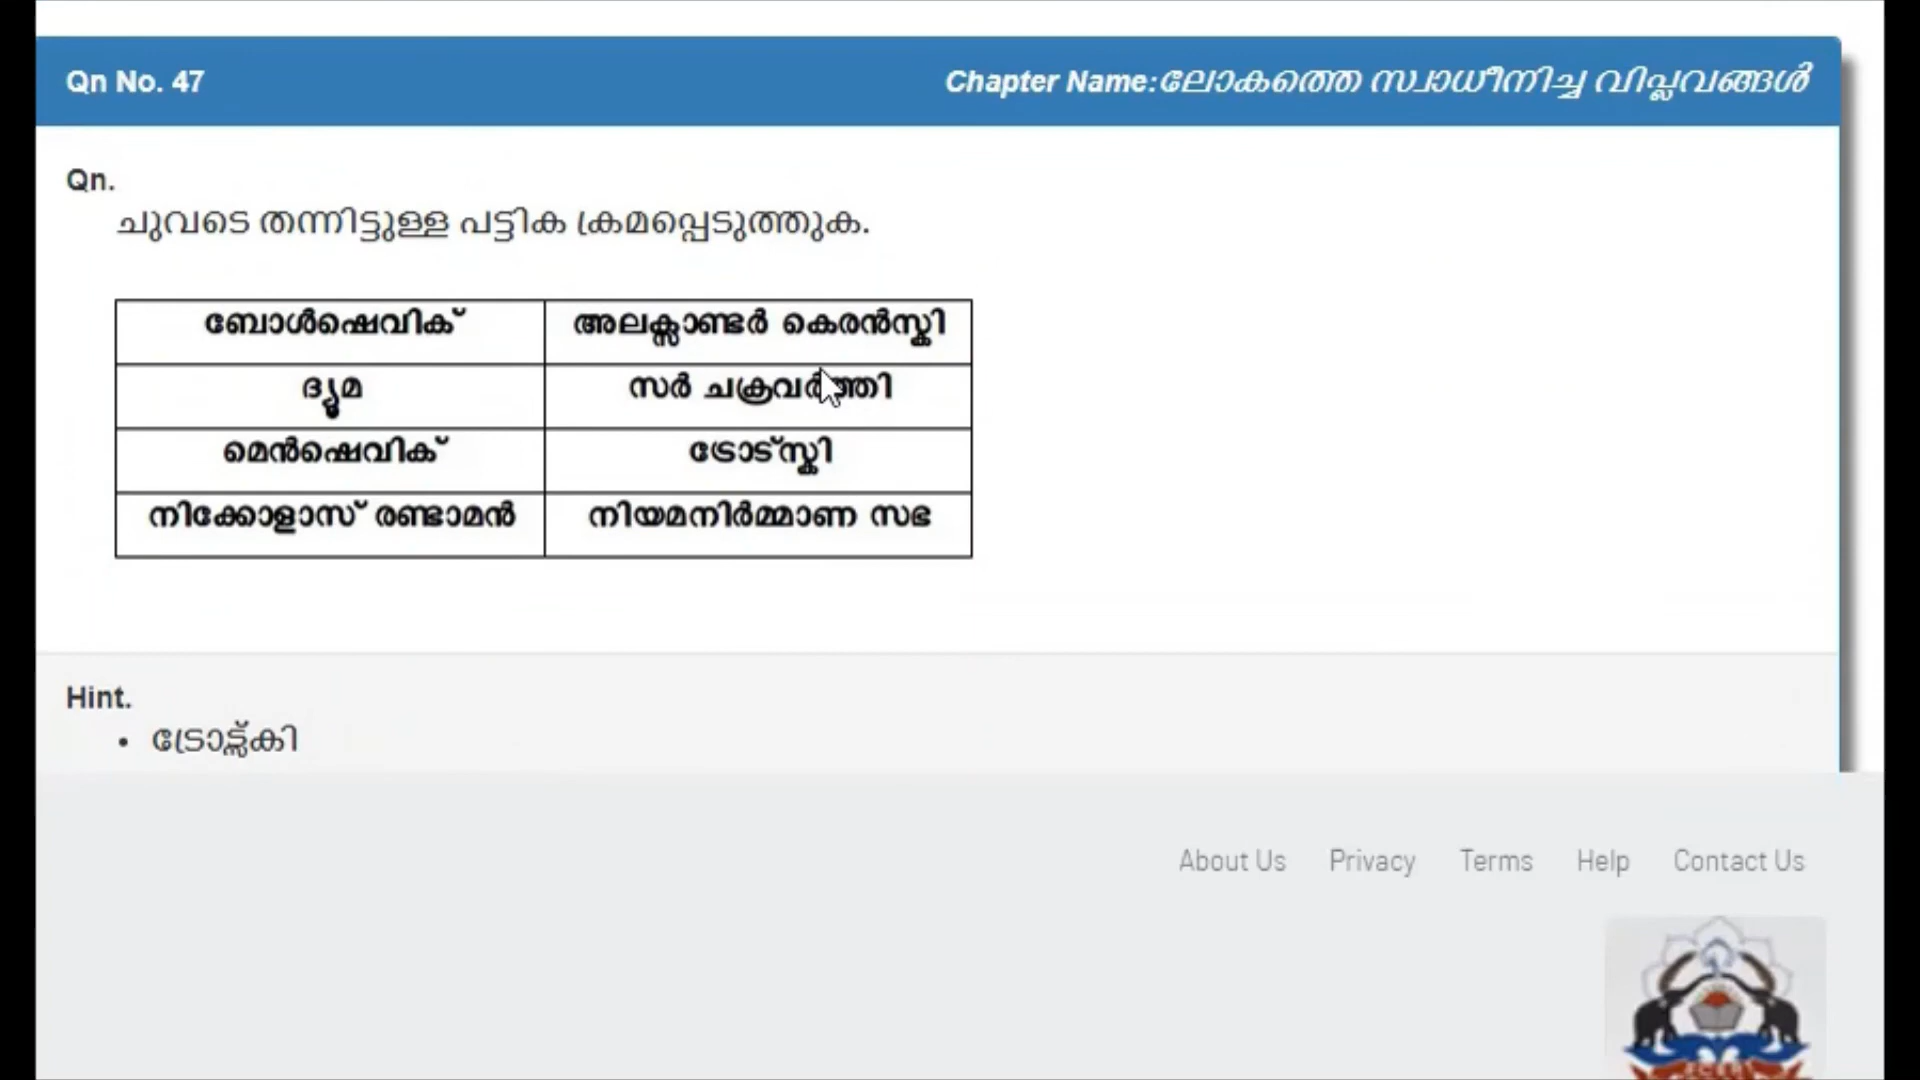 Qn No. 47
Chapter Name:ലോകത്തെ സ്വാധീനിച്ച വിപ്ലവങ്ങൾ
Qn.
ചുവടെ തന്നിട്ടുള്ള പട്ടിക ക്രമപ്പെടുത്തുക.
ബോൾഷെവിക് അലക്സാണ്ടർ കെരൻസ്കി
ദ്യൂമ സർ ചക്രവർത്തി
മെൻഷെവിക് ട്രോട്സ്കി
നിക്കോളാസ് രണ്ടാമൻ നിയമനിർമ്മാണ സഭ
Hint.
• ട്രോട്സ്കി
About Us Privacy Terms Help Contact Us